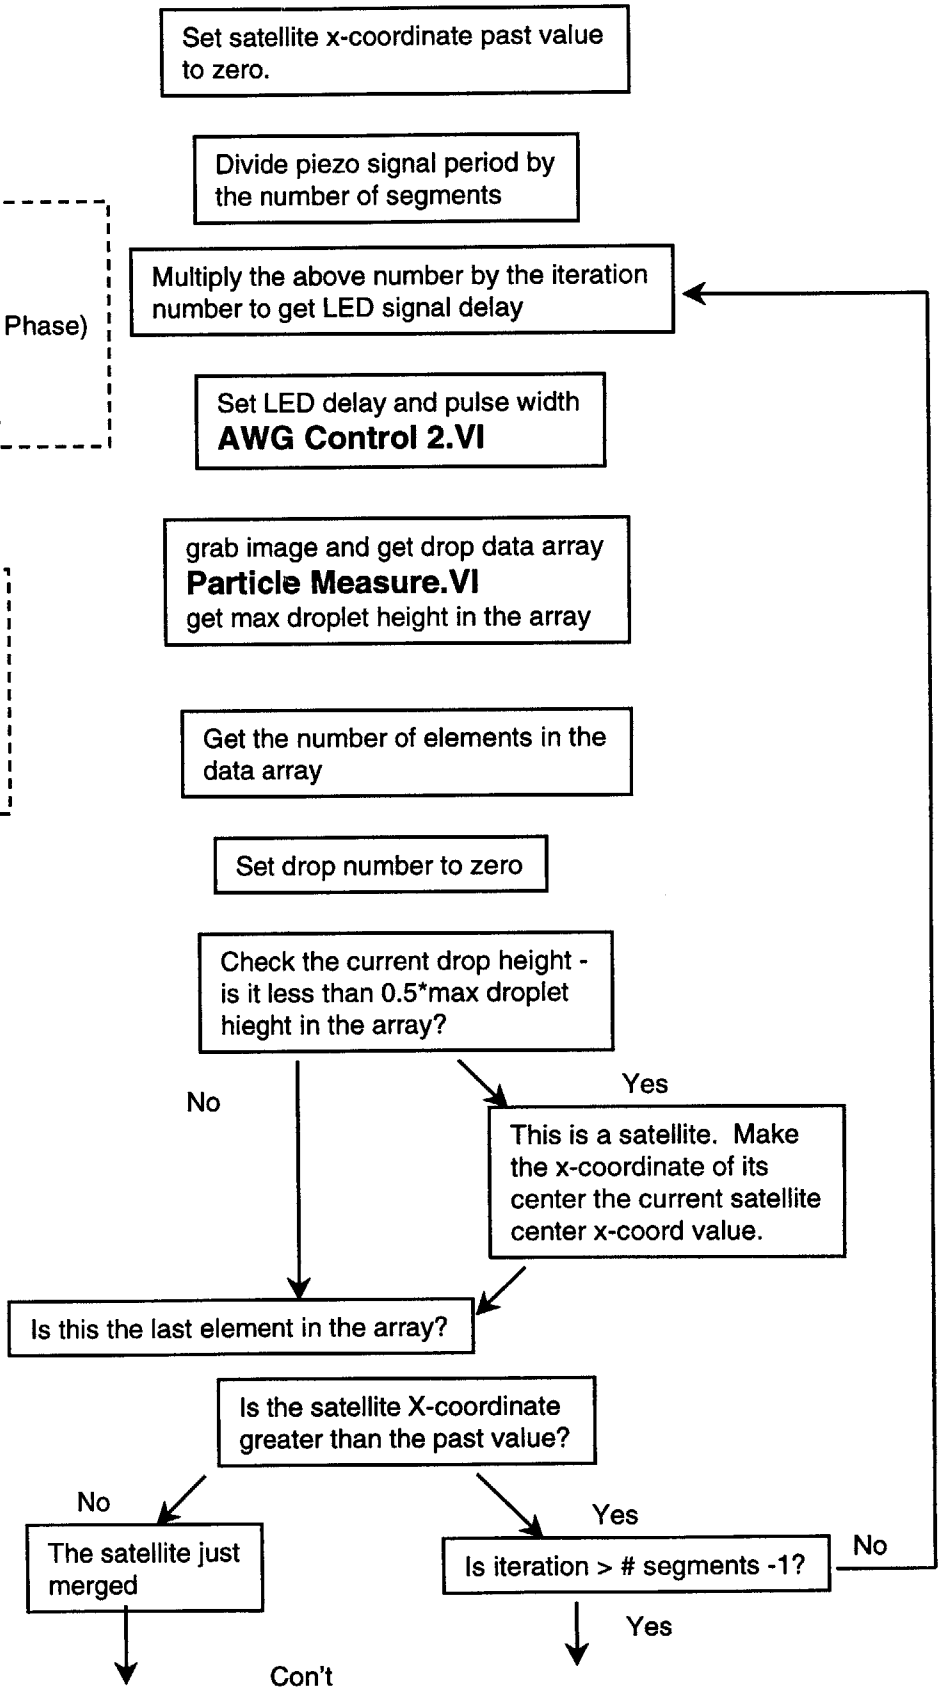 Set satellite x-coordinate past value
to zero.
Divide piezo signal period by
the number of segments
Multiply the above number by the iteration
number to get LED signal delay
Phase)
Set LED delay and pulse width
AWG Control 2.VI
grab image and get drop data array
Particle Measure.VI
get max droplet height in the array
Get the number of elements in the
data array
Set drop number to zero
Check the current drop height -
is it less than 0.5*max droplet
hieght in the array?
No
Yes
This is a satellite. Make
the x-coordinate of its
center the current satellite
center x-coord value.
Is this the last element in the array?
Is the satellite X-coordinate
greater than the past value?
No
Yes
The satellite just
merged
Is iteration > # segments -1?
No
Yes
Con't